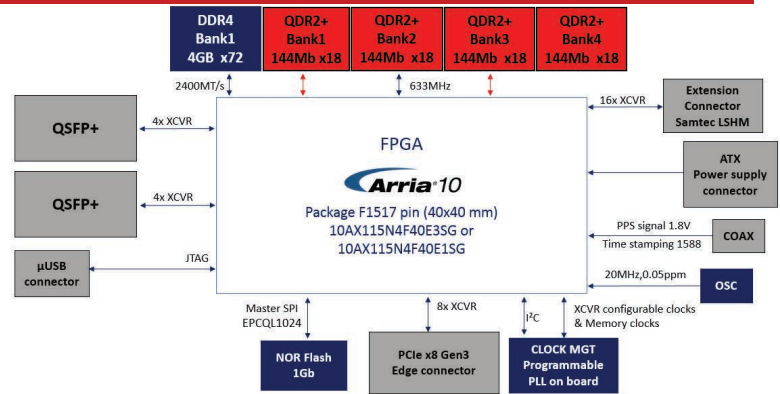 DDR4
Bank1
4GB x72
QDR2+
Bank1
144Mb x18
QDR2+
Bank2
144Mb x18
QDR2+
Bank3
144Mb x18
QDR2+
Bank4
144Mb x18
2400MT/s
633MHz
QSFP+
4x XCVR
QSFP+
4x XCVR
µUSB
connector
JTAG
FPGA
Arria 10
Package F1517 pin (40x40 mm)
10AX115N4F40E3SG or
10AX115N4F40E1SG
16x XCVR
Extension
Connector
Samtec LSHM
ATX
Power supply
connector
PPS signal 1.8V
Time stamping 1588
COAX
20MHz,0.05ppm
OSC
Master SPI
EPCQL1024
NOR Flash
1Gb
8x XCVR
PCIe x8 Gen3
Edge connector
I²C
XCVR configurable clocks
& Memory clocks
CLOCK MGT
Programmable
PLL on board